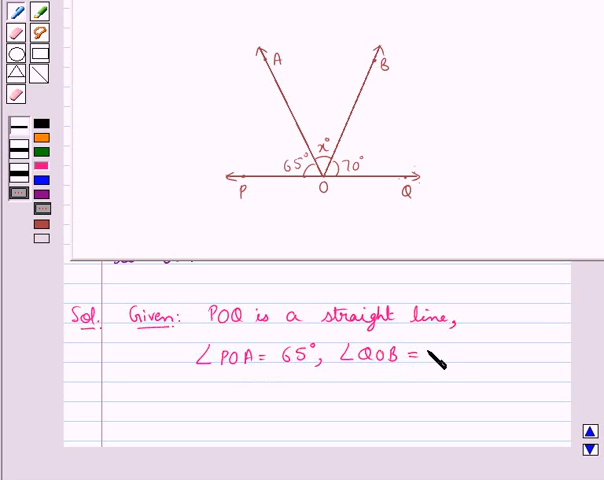 A
B
x°
65°
70°
P
O
Q
Sol. Given: POQ is a straight line,
∠POA = 65°, ∠QOB =